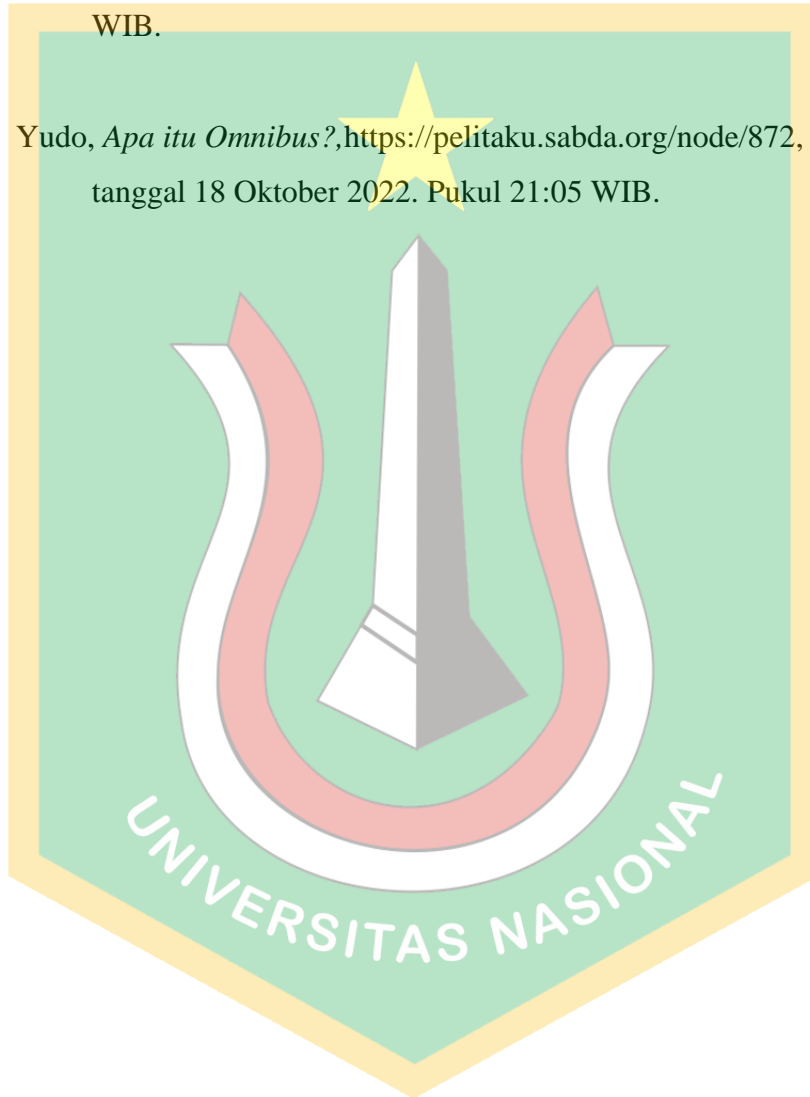 WIB.
Yudo, Apa itu Omnibus?,https://pelitaku.sabda.org/node/872,
tanggal 18 Oktober 2022. Pukul 21:05 WIB.
UNIVERSITAS NASIONAL